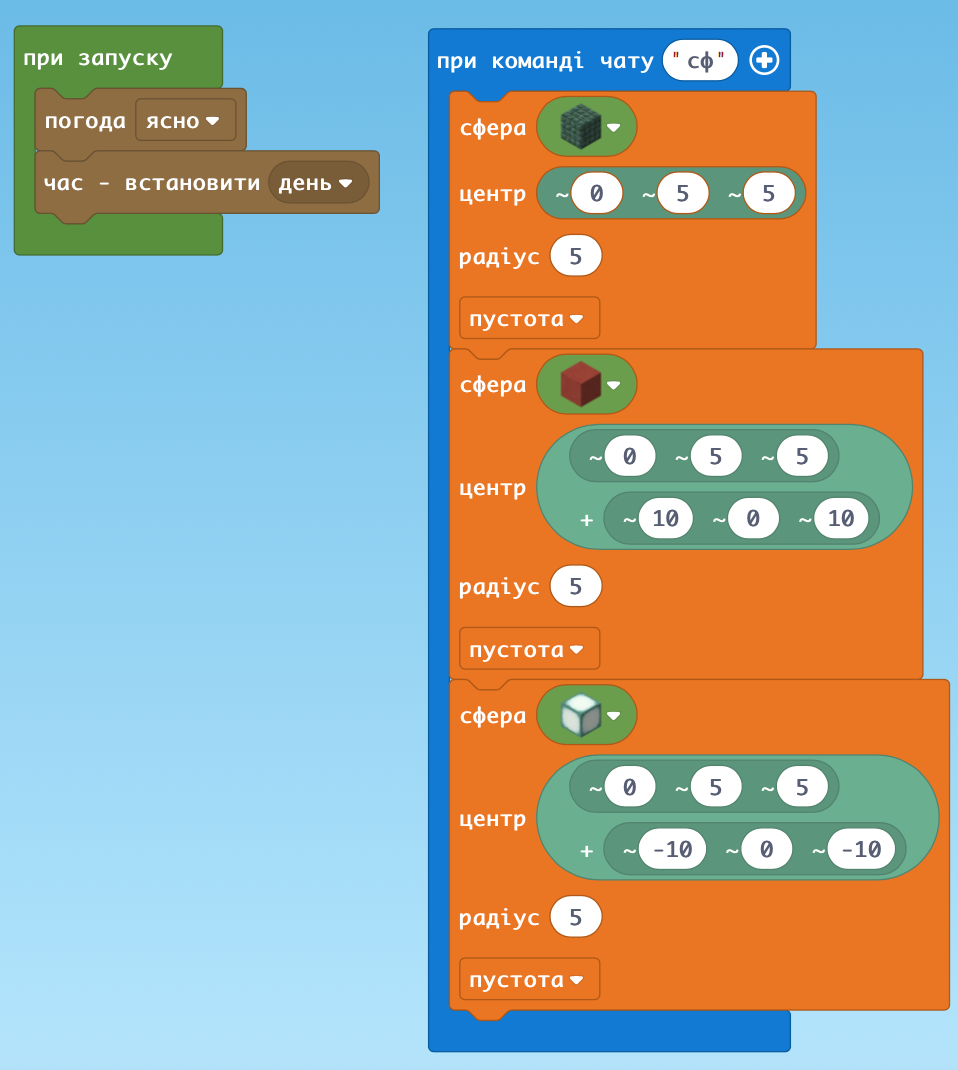 при запуску
погода ясно
час - встановити день
при команді чату "сф"
сфера
центр ~ 0 ~ 5 ~ 5
радіус 5
пустота
сфера
центр
~ 0 ~ 5 ~ 5
+ ~ 10 ~ 0 ~ 10
радіус 5
пустота
сфера
центр
~ 0 ~ 5 ~ 5
+ ~ -10 ~ 0 ~ -10
радіус 5
пустота